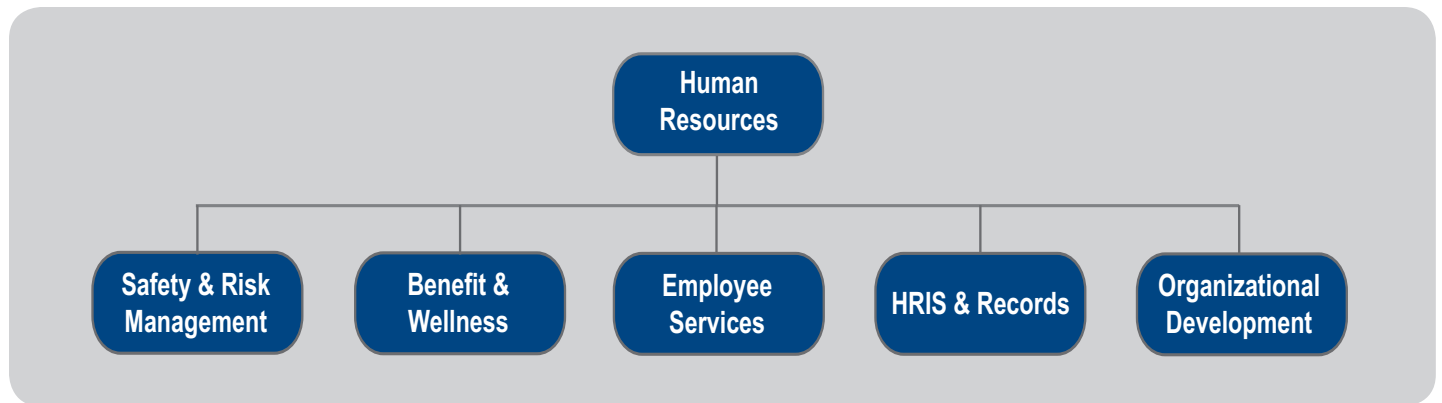 Human
Resources
Safety & Risk
Management
Benefit &
Wellness
Employee
Services
HRIS & Records
Organizational
Development